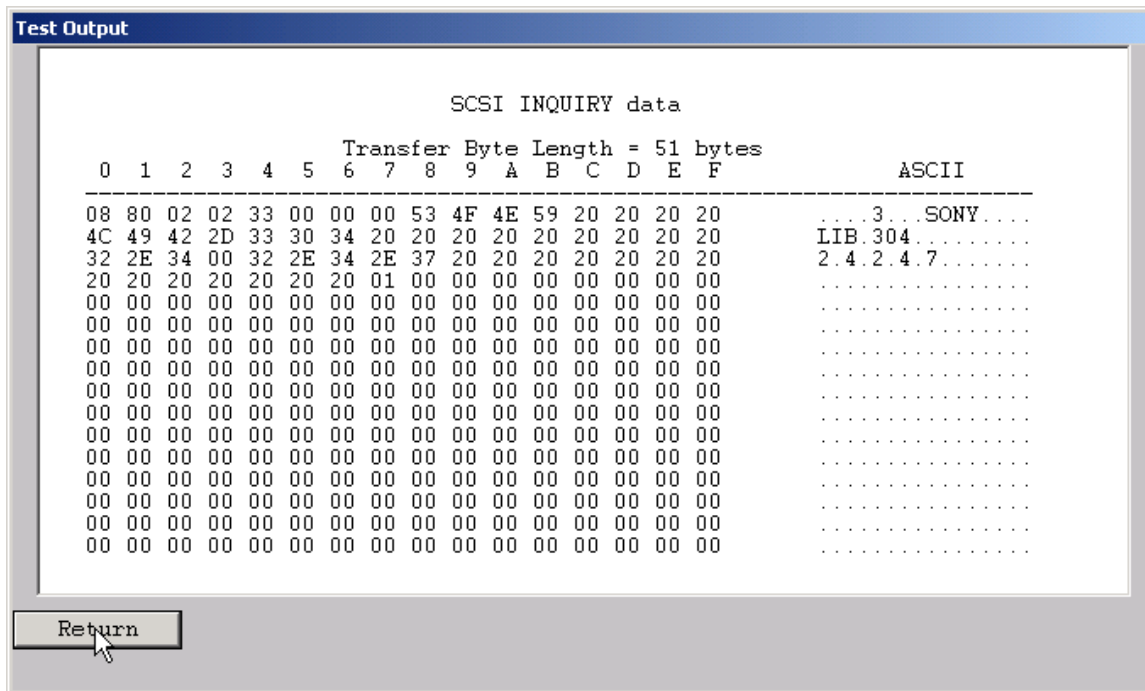 Test Output
SCSI INQUIRY data
Transfer Byte Length = 51 bytes
0 1 2 3 4 5 6 7 8 9 A B C D E F ASCII
--------------------------------------------------------------------
08 80 02 02 33 00 00 00 53 4F 4E 59 20 20 20 20 ....3...SONY....
4C 49 42 2D 33 30 34 20 20 20 20 20 20 20 20 20 LIB.304.........
32 2E 34 00 32 2E 34 2E 37 20 20 20 20 20 20 20 2.4.2.4.7.......
20 20 20 20 20 20 20 01 00 00 00 00 00 00 00 00 ................
00 00 00 00 00 00 00 00 00 00 00 00 00 00 00 00 ................
00 00 00 00 00 00 00 00 00 00 00 00 00 00 00 00 ................
00 00 00 00 00 00 00 00 00 00 00 00 00 00 00 00 ................
00 00 00 00 00 00 00 00 00 00 00 00 00 00 00 00 ................
00 00 00 00 00 00 00 00 00 00 00 00 00 00 00 00 ................
00 00 00 00 00 00 00 00 00 00 00 00 00 00 00 00 ................
00 00 00 00 00 00 00 00 00 00 00 00 00 00 00 00 ................
00 00 00 00 00 00 00 00 00 00 00 00 00 00 00 00 ................
00 00 00 00 00 00 00 00 00 00 00 00 00 00 00 00 ................
00 00 00 00 00 00 00 00 00 00 00 00 00 00 00 00 ................
00 00 00 00 00 00 00 00 00 00 00 00 00 00 00 00 ................
00 00 00 00 00 00 00 00 00 00 00 00 00 00 00 00 ................
Return